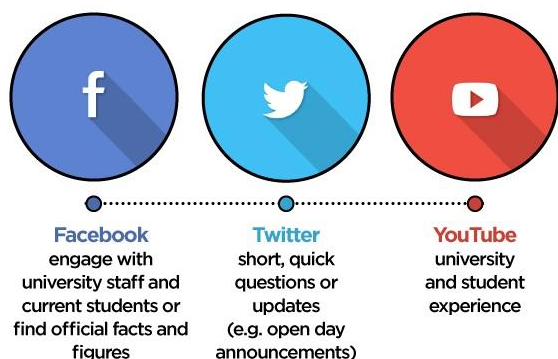 f
Facebook
engage with
university staff and
current students or
find official facts and
figures
Twitter
short, quick
questions or
updates
(e.g. open day
announcements)
YouTube
university
and student
experience